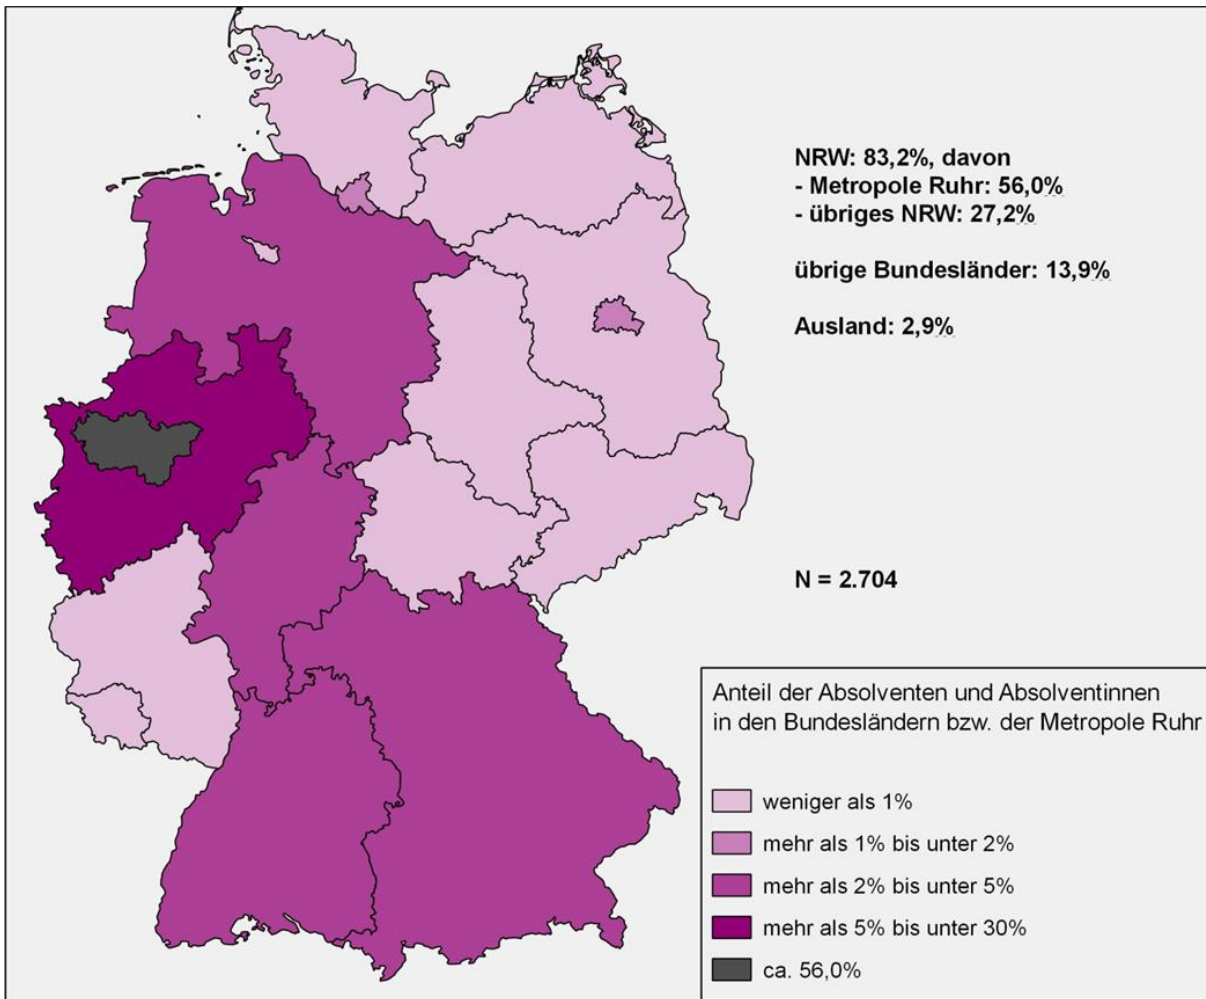 NRW: 83,2%, davon
- Metropole Ruhr: 56,0%
- übriges NRW: 27,2%
übrige Bundesländer: 13,9%
Ausland: 2,9%
N = 2.704
Anteil der Absolventen und Absolventinnen
in den Bundesländern bzw. der Metropole Ruhr
weniger als 1%
mehr als 1% bis unter 2%
mehr als 2% bis unter 5%
mehr als 5% bis unter 30%
ca. 56,0%